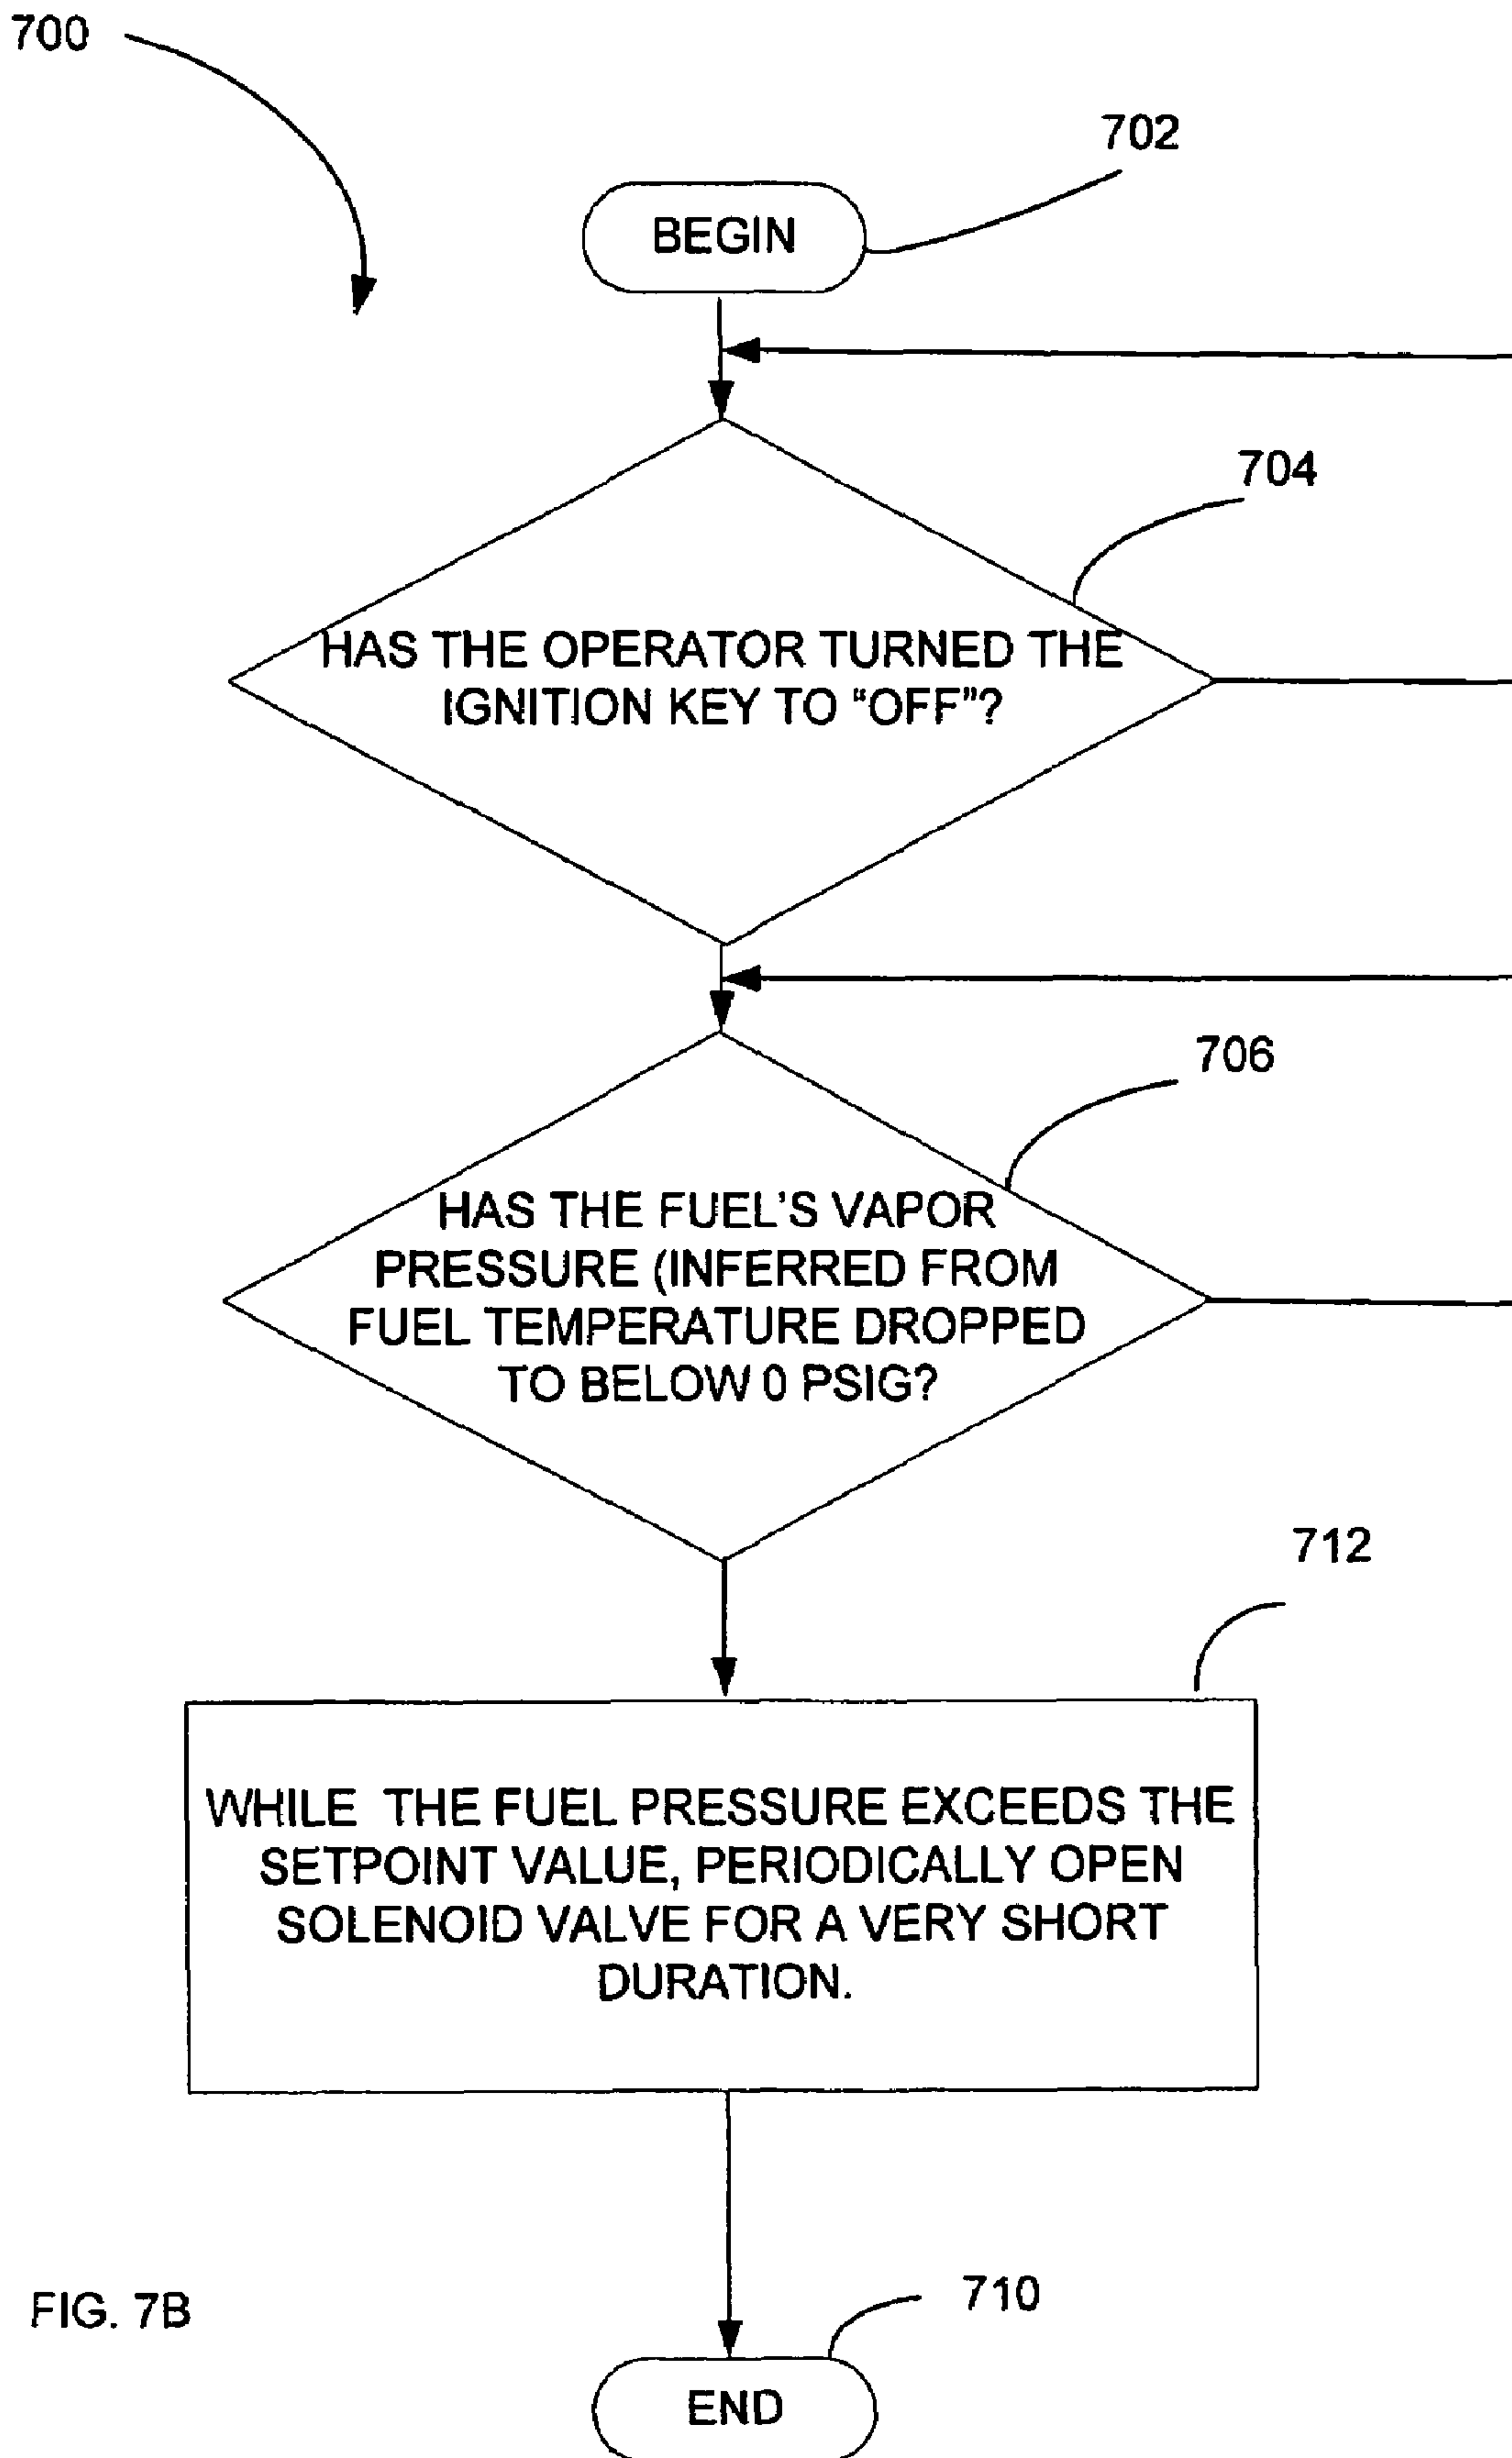 700
702
BEGIN
704
HAS THE OPERATOR TURNED THE
IGNITION KEY TO “OFF”?
706
HAS THE FUEL’S VAPOR
PRESSURE (INFERRED FROM
FUEL TEMPERATURE DROPPED
TO BELOW 0 PSIG?
712
WHILE THE FUEL PRESSURE EXCEEDS THE
SETPOINT VALUE, PERIODICALLY OPEN
SOLENOID VALVE FOR A VERY SHORT
DURATION.
710
FIG. 7B
END